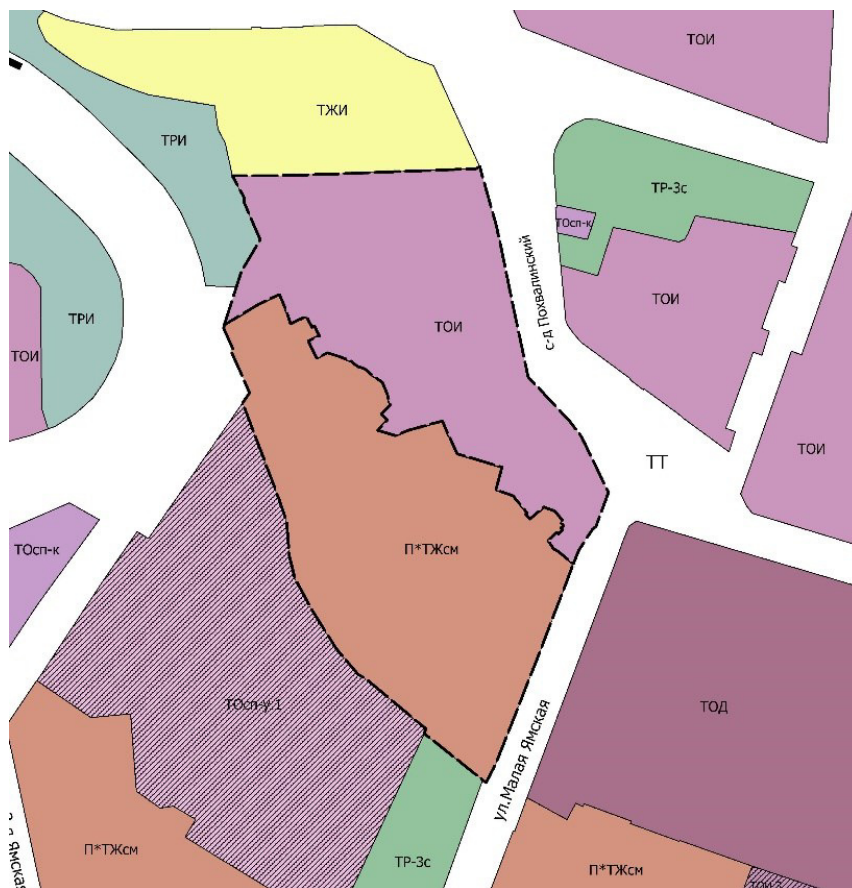 ТОИ
ТЖИ
ТРИ
ТР-3с
ТОсп-к
с-д Похвалинский
ТОИ
ТРИ
ТОИ
ТОИ
ТОИ
ТТ
ТОсп-к
П*ТЖсм
ТОсп-у.1
ТОД
ул.Малая Ямская
П*ТЖсм
ТР-3с
П*ТЖсм
Ямская